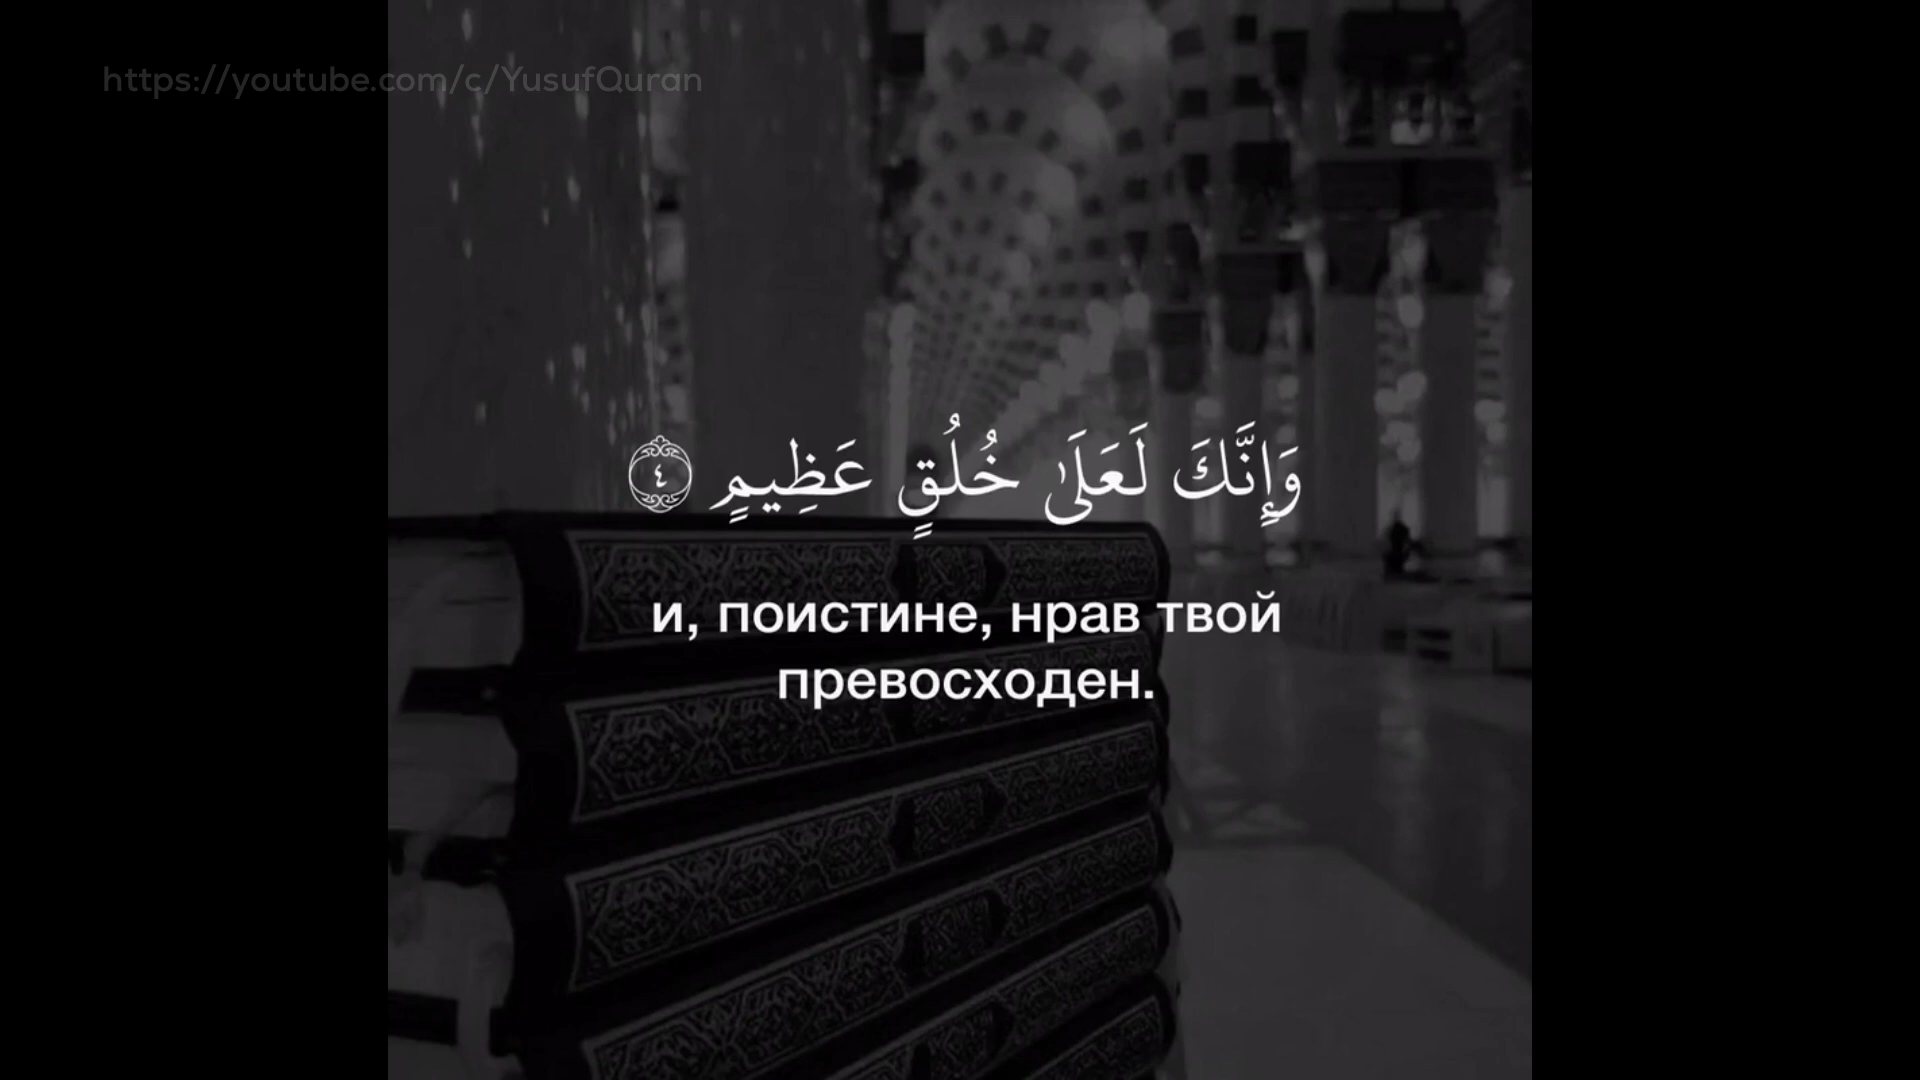 https://youtube.com/c/YusufQuran
وَإِنَّكَ لَعَلَىٰ خُلُقٍ عَظِيمٍ ٤
и, поистине, нрав твой
превосходен.